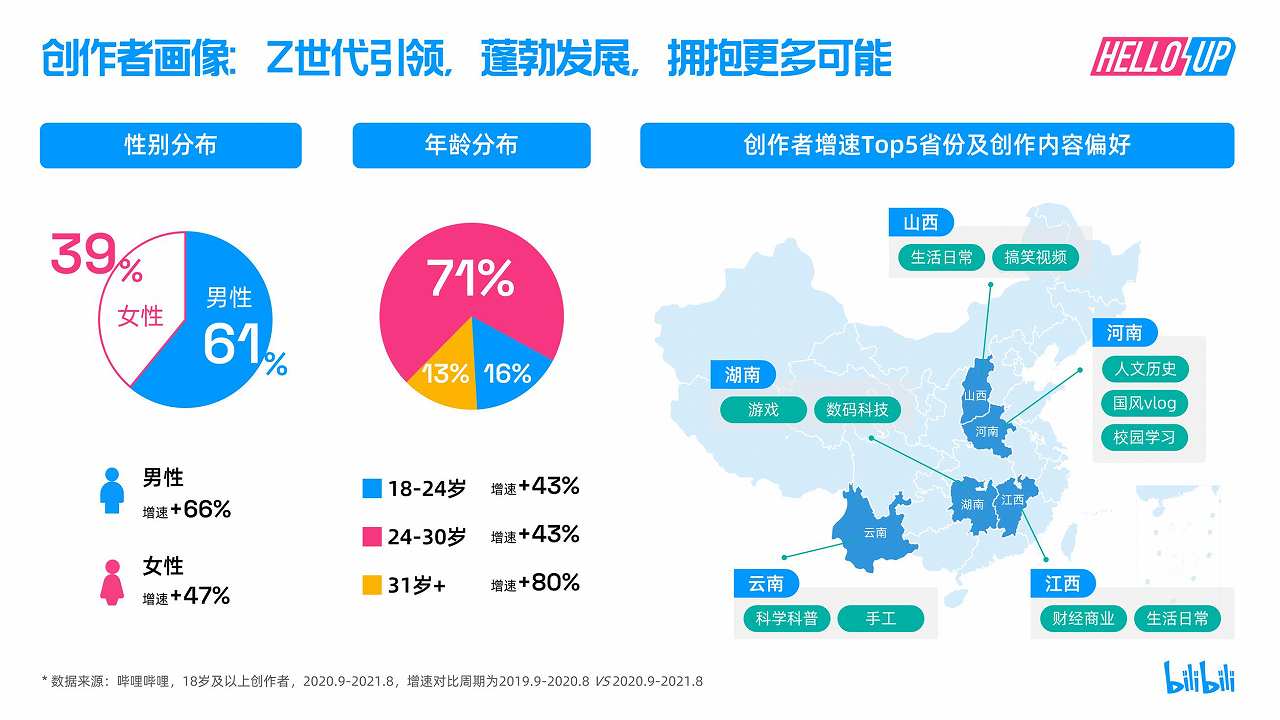 创作者画像：Z世代引领，蓬勃发展，拥抱更多可能
HELLO UP
性别分布
39%
女性
男性
61%
男性
增速+66%
女性
增速+47%
年龄分布
71%
13%
16%
18-24岁 增速+43%
24-30岁 增速+43%
31岁+ 增速+80%
创作者增速Top5省份及创作内容偏好
山西
生活日常 搞笑视频
河南
人文历史
国风vlog
校园学习
湖南
游戏 数码科技
山西
河南
湖南
江西
云南
云南
科学科普 手工
江西
财经商业 生活日常
* 数据来源：哔哩哔哩，18岁及以上创作者，2020.9-2021.8，增速对比周期为2019.9-2020.8 VS 2020.9-2021.8
bilibili